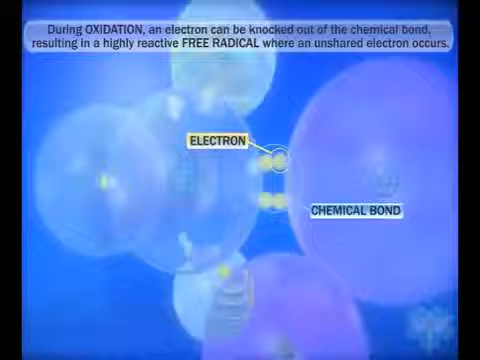 During OXIDATION, an electron can be knocked out of the chemical bond,
resulting in a highly reactive FREE RADICAL where an unshared electron occurs.
ELECTRON
CHEMICAL BOND